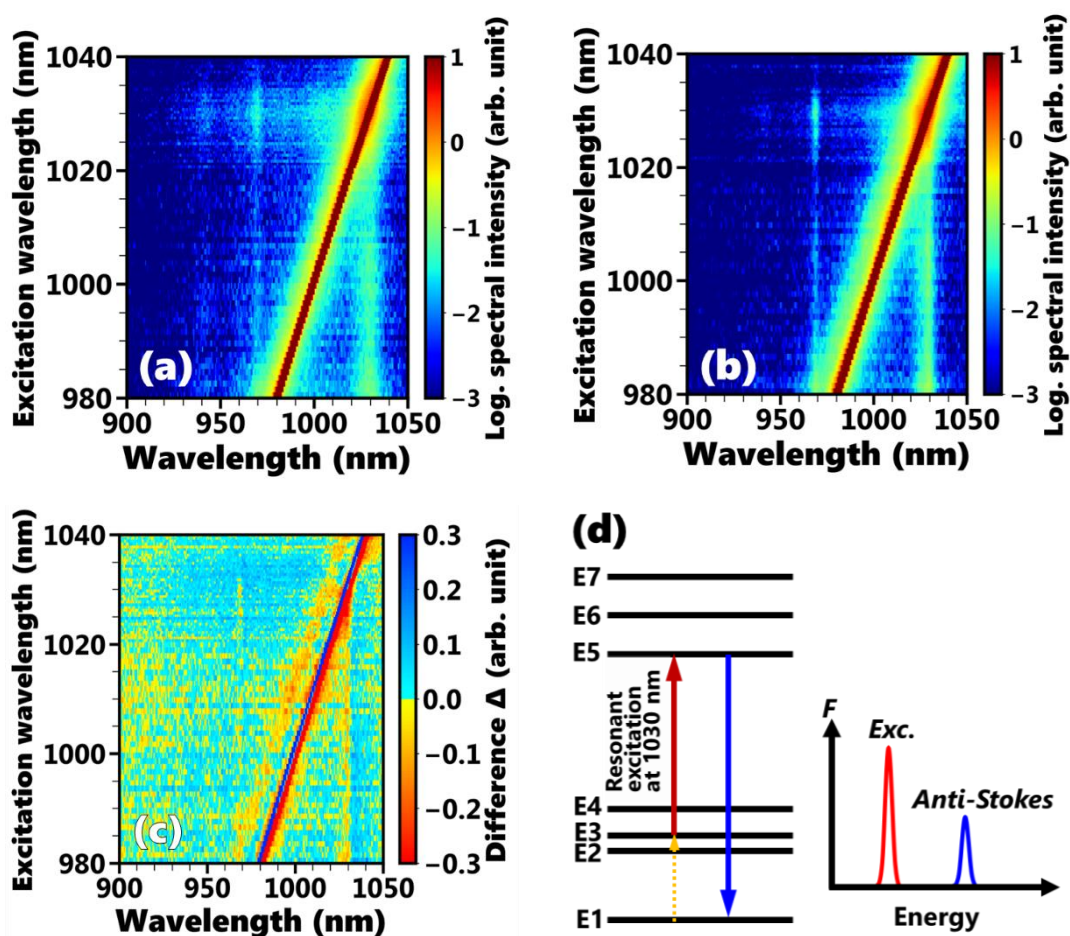 Excitation wavelength (nm)
1040
1020
1000
980
(a)
900 950 1000 1050
Wavelength (nm)
1
0
−1
−2
−3
Log. spectral intensity (arb. unit)
Excitation wavelength (nm)
1040
1020
1000
980
(b)
900 950 1000 1050
Wavelength (nm)
1
0
−1
−2
−3
Log. spectral intensity (arb. unit)
Excitation wavelength (nm)
1040
1020
1000
980
(c)
900 950 1000 1050
Wavelength (nm)
0.3
0.2
0.1
0.0
−0.1
−0.2
−0.3
Difference Δ (arb. unit)
(d)
E7
E6
E5
Resonant
excitation
at 1030 nm
E4
E3
E2
E1
F
Exc.
Anti-Stokes
Energy